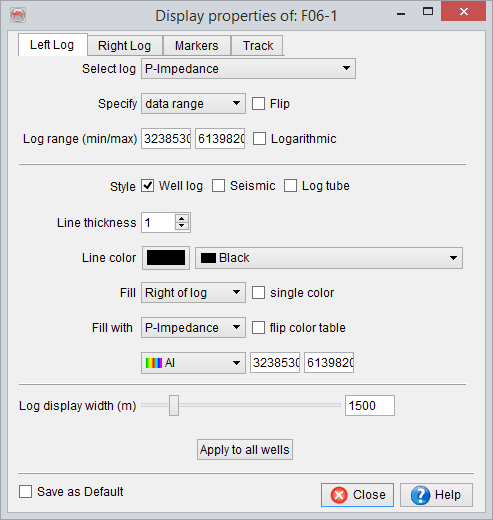 Display properties of: F06-1
Left Log Right Log Markers Track
Select log P-Impedance
Specify data range Flip
Log range (min/max) 3238530 6139820 Logarithmic
Style Well log Seismic Log tube
Line thickness 1
Line color Black
Fill Right of log single color
Fill with P-Impedance flip color table
AI 3238530 6139820
Log display width (m) 1500
Apply to all wells
Save as Default Close Help